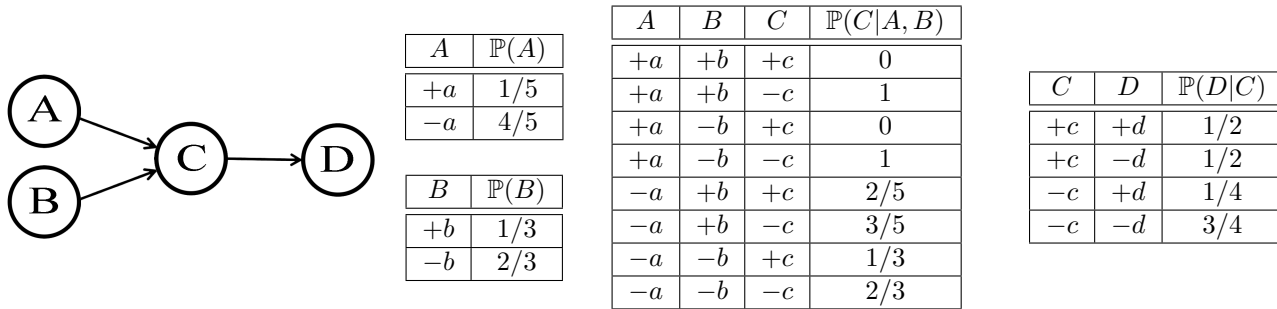 A
B
C
D
A ℙ(A)
+a 1/5
−a 4/5
B ℙ(B)
+b 1/3
−b 2/3
A B C ℙ(C|A, B)
+a +b +c 0
+a +b −c 1
+a −b +c 0
+a −b −c 1
−a +b +c 2/5
−a +b −c 3/5
−a −b +c 1/3
−a −b −c 2/3
C D ℙ(D|C)
+c +d 1/2
+c −d 1/2
−c +d 1/4
−c −d 3/4